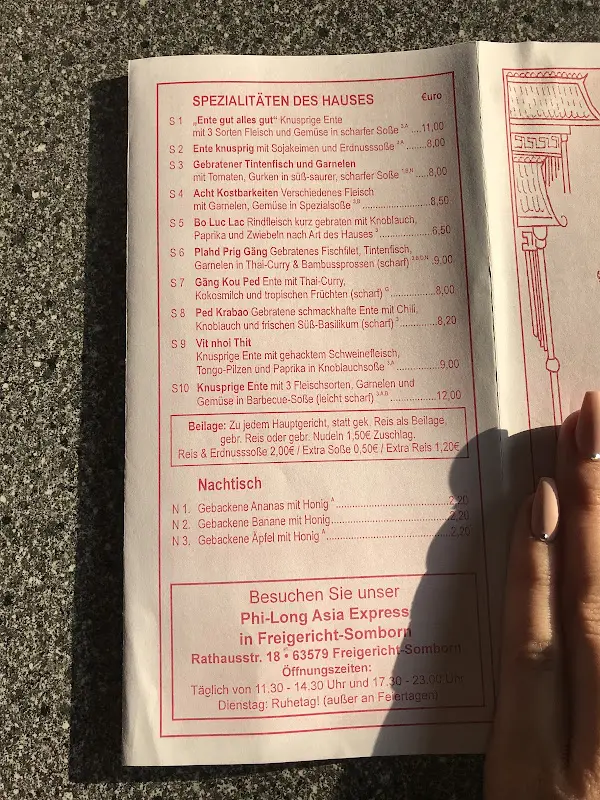 SPEZIALITÄTEN DES HAUSES €uro
S 1 „Ente gut alles gut“ Knusprige Ente
mit 3 Sorten Fleisch und Gemüse in scharfer Soße 3,A ....11,00
S 2 Ente knusprig mit Sojakeimen und Erdnusssoße 3,A ........8,00
S 3 Gebratener Tintenfisch und Garnelen
mit Tomaten, Gurken in süß-saurer, scharfer Soße .....8,00
S 4 Acht Kostbarkeiten Verschiedenes Fleisch
mit Garnelen, Gemüse in Spezialsoße 3,B ....................8,50
S 5 Bo Luc Lac Rindfleisch kurz gebraten mit Knoblauch,
Paprika und Zwiebeln nach Art des Hauses 3 ..................6,50
S 6 Plahd Prig Gäng Gebratenes Fischfilet, Tintenfisch,
Garnelen in Thai-Curry & Bambussprossen (scharf) .9,00
S 7 Gäng Kou Ped Ente mit Thai-Curry,
Kokosmilch und tropischen Früchten (scharf) G ................8,00
S 8 Ped Krabao Gebratene schmackhafte Ente mit Chili,
Knoblauch und frischen Süß-Basilikum (scharf) 3 .............8,20
S 9 Vit nhoi Thit
Knusprige Ente mit gehacktem Schweinefleisch,
Tongo-Pilzen und Paprika in Knoblauchsoße 3,A ...............9,00
S10 Knusprige Ente mit 3 Fleischsorten, Garnelen und
Gemüse in Barbecue-Soße (leicht scharf) 3,A,B ..............12,00
Beilage: Zu jedem Hauptgericht, statt gek. Reis als Beilage
gebr. Reis oder gebr. Nudeln 1,50€ Zuschlag.
Reis & Erdnusssoße 2,00€ / Extra Soße 0,50€ / Extra Reis 1,20€
Nachtisch
N 1. Gebackene Ananas mit Honig A ..............................2,20
N 2. Gebackene Banane mit Honig................................2,20
N 3. Gebackene Äpfel mit Honig A ................................2,20
Besuchen Sie unser
Phi-Long Asia Express
in Freigericht-Somborn
Rathausstr. 18 • 63579 Freigericht-Somborn
Öffnungszeiten:
Täglich von 11.30 - 14.30 Uhr und 17.30 - 23.00 Uhr
Dienstag: Ruhetag! (außer an Feiertagen)